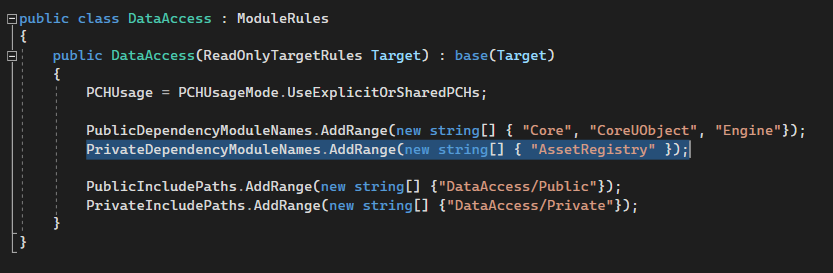 public class DataAccess : ModuleRules
{
public DataAccess(ReadOnlyTargetRules Target) : base(Target)
{
PCHUsage = PCHUsageMode.UseExplicitOrSharedPCHs;
PublicDependencyModuleNames.AddRange(new string[] { "Core", "CoreUObject", "Engine"});
PrivateDependencyModuleNames.AddRange(new string[] { "AssetRegistry" });
PublicIncludePaths.AddRange(new string[] {"DataAccess/Public"});
PrivateIncludePaths.AddRange(new string[] {"DataAccess/Private"});
}
}